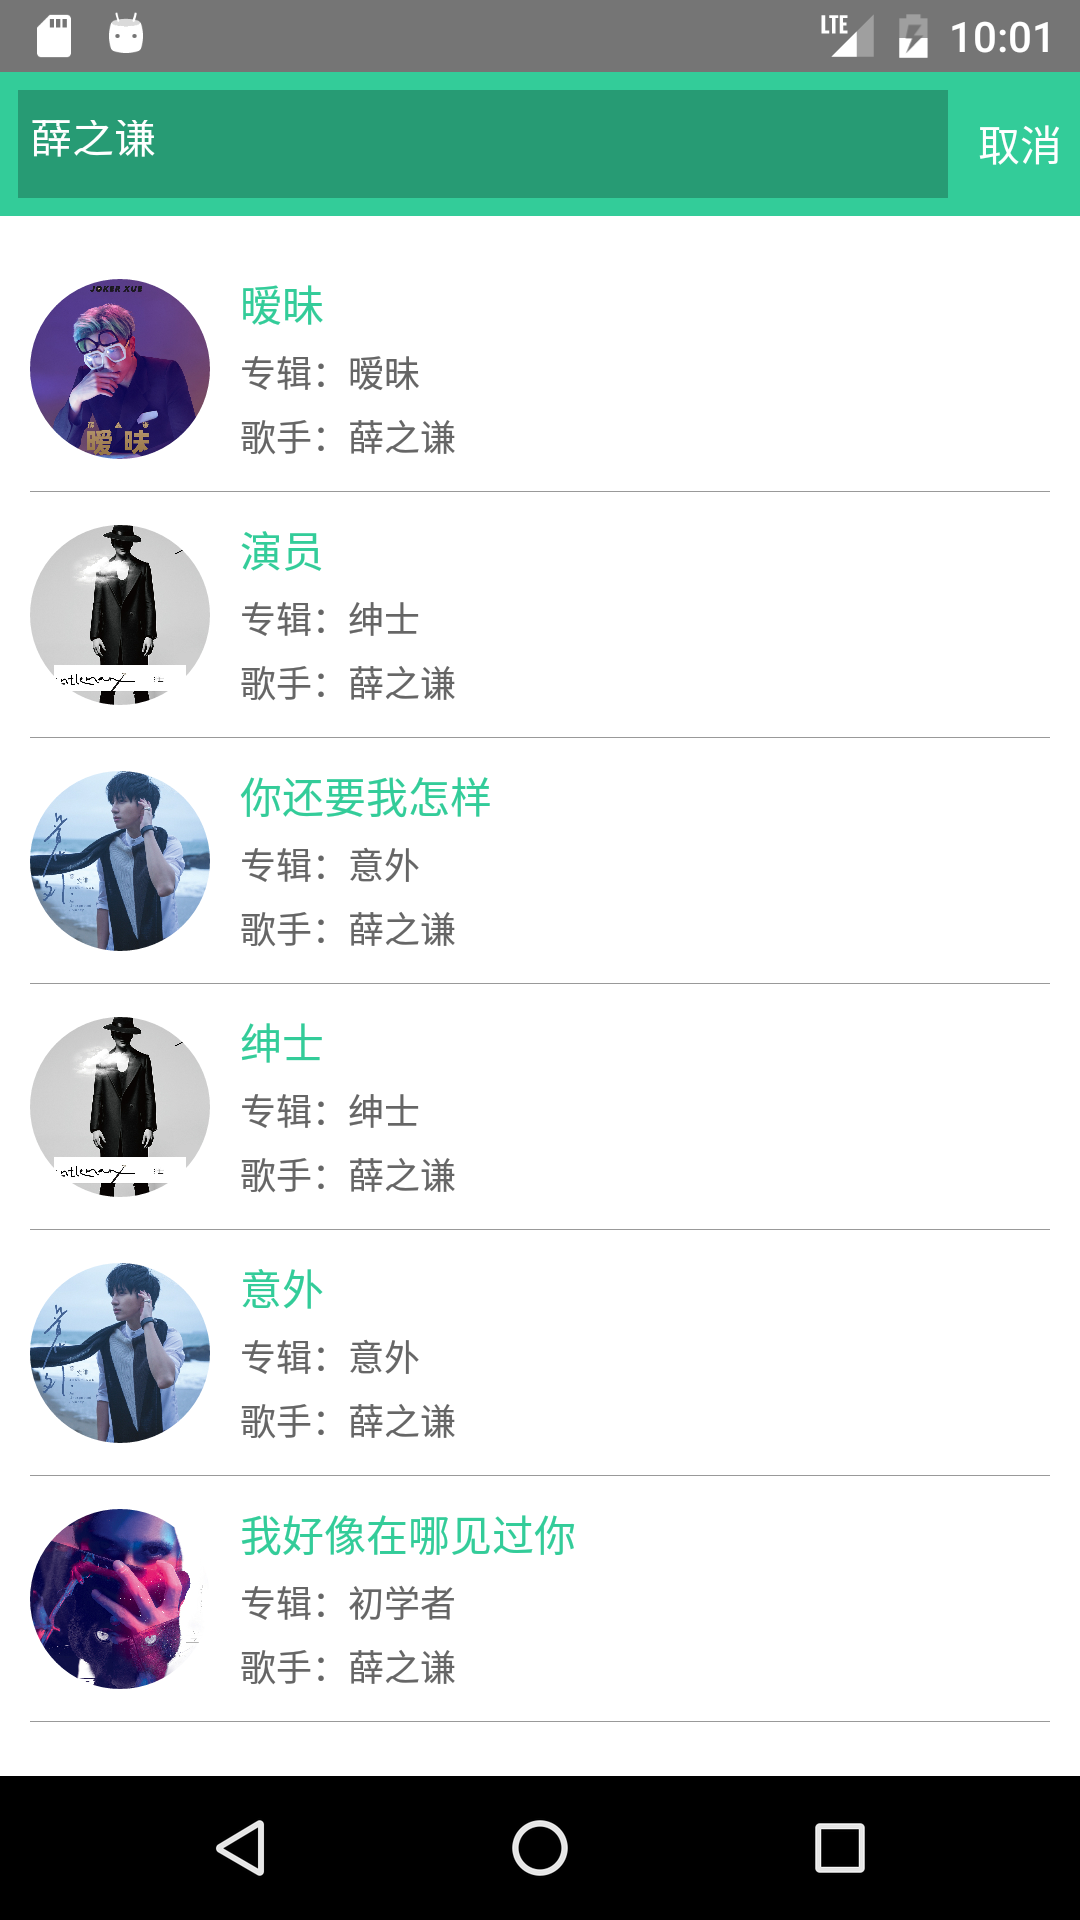 LTE 10:01
薛之谦 取消
JOKER XUE
暧昧
暧昧
专辑：暧昧
歌手：薛之谦
演员
专辑：绅士
歌手：薛之谦
你还要我怎样
专辑：意外
歌手：薛之谦
绅士
专辑：绅士
歌手：薛之谦
意外
专辑：意外
歌手：薛之谦
我好像在哪见过你
专辑：初学者
歌手：薛之谦